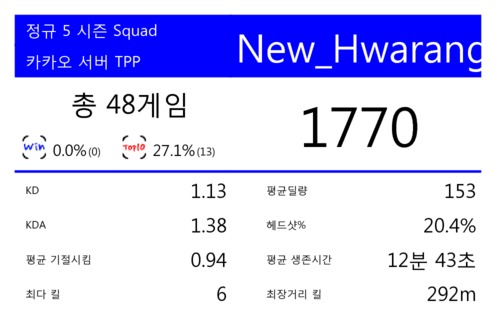 정규 5 시즌 Squad
카카오 서버 TPP
New_Hwarang
총 48게임
Win 0.0% (0) Top10 27.1% (13)
1770
KD 1.13 평균딜량 153
KDA 1.38 헤드샷% 20.4%
평균 기절시킴 0.94 평균 생존시간 12분 43초
최다 킬 6 최장거리 킬 292m